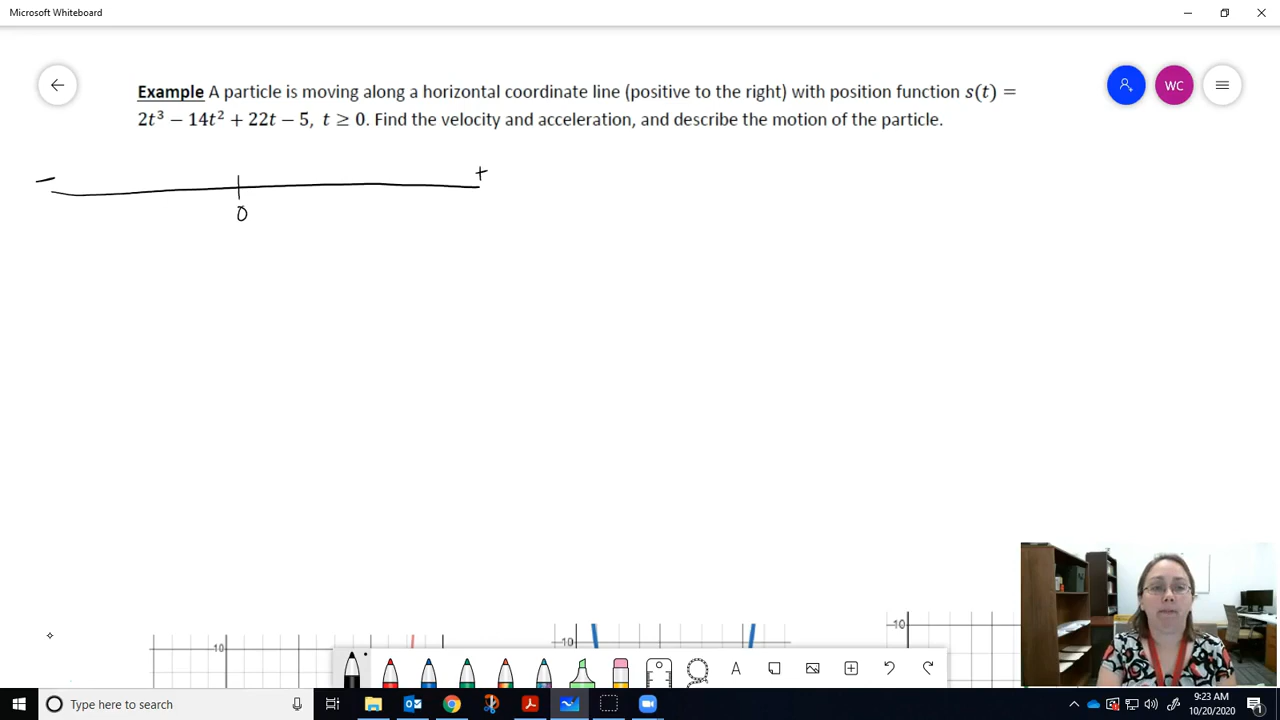 Microsoft Whiteboard
Example A particle is moving along a horizontal coordinate line (positive to the right) with position function s(t) =
2t³ − 14t² + 22t − 5, t ≥ 0. Find the velocity and acceleration, and describe the motion of the particle.
WC
− +
0
10
10
10
A
Type here to search
9:23 AM
10/20/2020
1